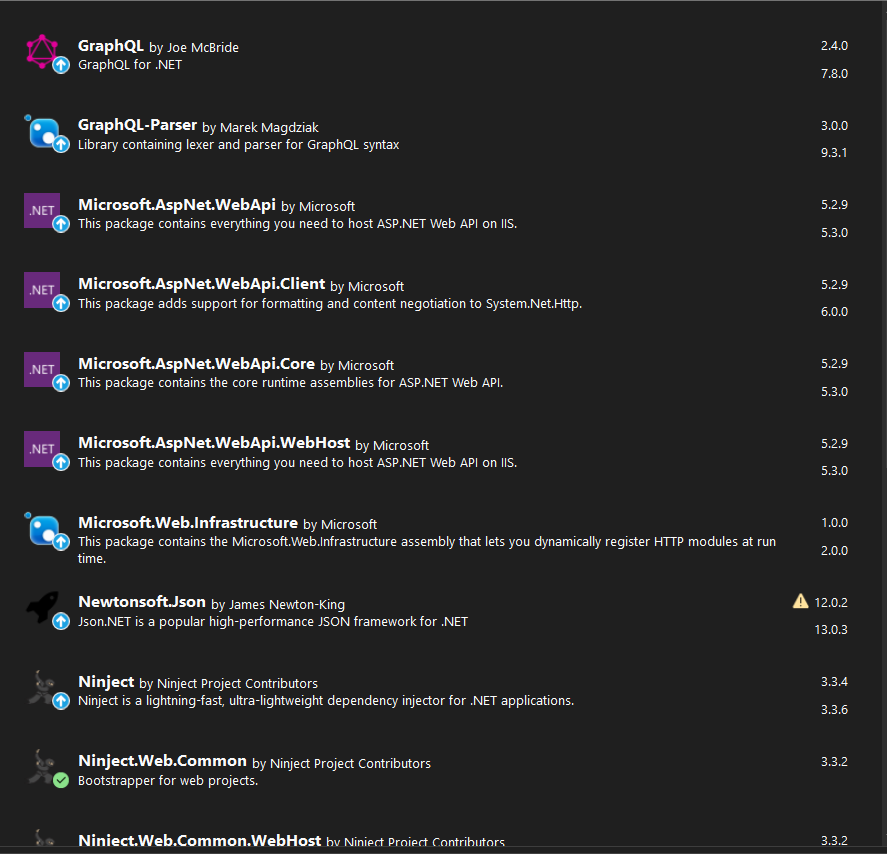 GraphQL by Joe McBride 2.4.0
GraphQL for .NET
7.8.0
GraphQL-Parser by Marek Magdziak 3.0.0
Library containing lexer and parser for GraphQL syntax
9.3.1
.NET Microsoft.AspNet.WebApi by Microsoft 5.2.9
This package contains everything you need to host ASP.NET Web API on IIS.
5.3.0
.NET Microsoft.AspNet.WebApi.Client by Microsoft 5.2.9
This package adds support for formatting and content negotiation to System.Net.Http.
6.0.0
.NET Microsoft.AspNet.WebApi.Core by Microsoft 5.2.9
This package contains the core runtime assemblies for ASP.NET Web API.
5.3.0
.NET Microsoft.AspNet.WebApi.WebHost by Microsoft 5.2.9
This package contains everything you need to host ASP.NET Web API on IIS.
5.3.0
Microsoft.Web.Infrastructure by Microsoft 1.0.0
This package contains the Microsoft.Web.Infrastructure assembly that lets you dynamically register HTTP modules at run
2.0.0
time.
Newtonsoft.Json by James Newton-King 12.0.2
Json.NET is a popular high-performance JSON framework for .NET
13.0.3
Ninject by Ninject Project Contributors 3.3.4
Ninject is a lightning-fast, ultra-lightweight dependency injector for .NET applications.
3.3.6
Ninject.Web.Common by Ninject Project Contributors 3.3.2
Bootstrapper for web projects.
Ninject.Web.Common.WebHost by Ninject Project Contributors 3.3.2